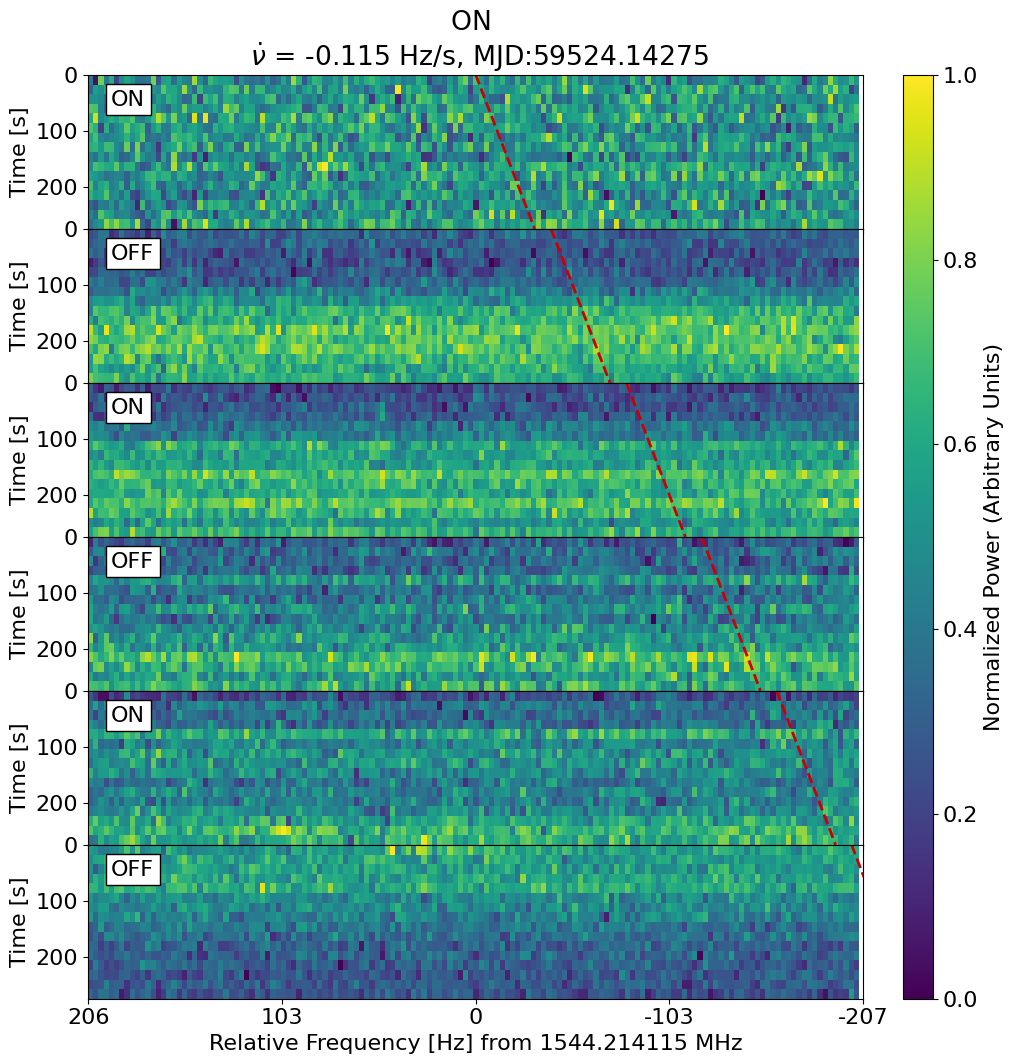 ON
ν̇ = -0.115 Hz/s, MJD:59524.14275
0
ON
100
200
Time [s]
0
OFF
100
200
Time [s]
0
ON
100
200
Time [s]
0
OFF
100
200
Time [s]
0
ON
100
200
Time [s]
0
OFF
100
200
Time [s]
206 103 0 -103 -207
Relative Frequency [Hz] from 1544.214115 MHz
1.0
0.8
0.6
0.4
0.2
0.0
Normalized Power (Arbitrary Units)